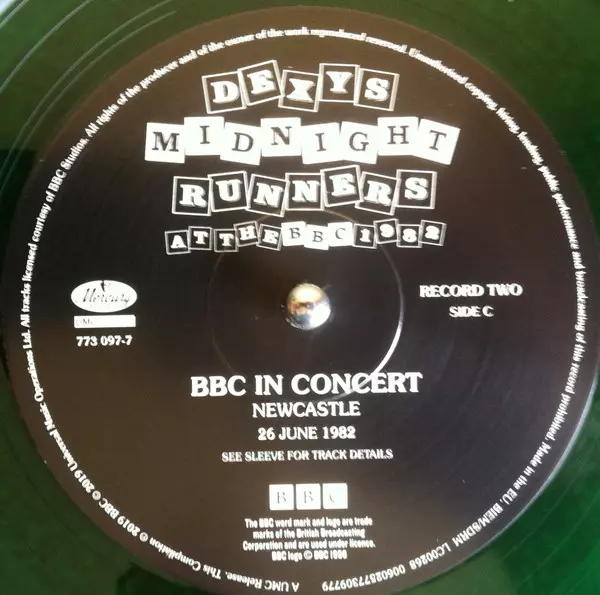 DEXYS
MIDNIGHT
RUNNERS
AT THE BBC 1982
Mercury
UMC
773 097-7
RECORD TWO
SIDE C
BBC IN CONCERT
NEWCASTLE
26 JUNE 1982
SEE SLEEVE FOR TRACK DETAILS
BBC
The BBC word mark and logo are trade
marks of the British Broadcasting
Corporation and are used under licence.
BBC logo © BBC 1996
A UMC Release. This Compilation ℗ 2019 BBC © 2019 Universal Music Operations Ltd. All tracks licensed courtesy of BBC Studios. All rights of the producer and of the owner of the work reproduced reserved. Unauthorised copying, hiring, lending, public performance and broadcasting of this record prohibited. Made in the EU. BIEM/SDRM LC00268 00602577309779